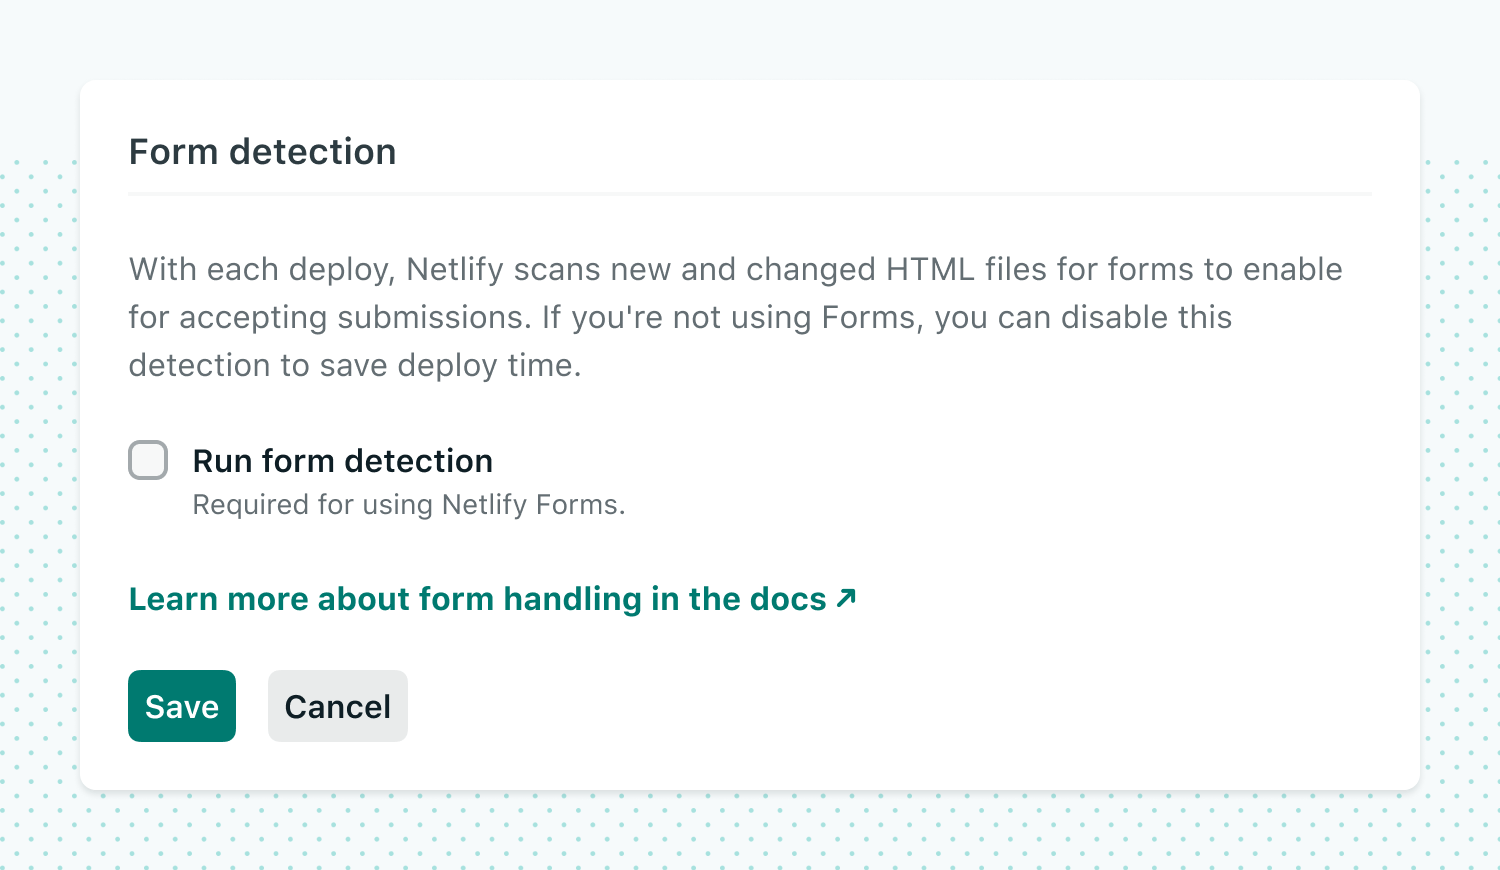 Form detection
With each deploy, Netlify scans new and changed HTML files for forms to enable
for accepting submissions. If you're not using Forms, you can disable this
detection to save deploy time.
Run form detection
Required for using Netlify Forms.
Learn more about form handling in the docs
Save
Cancel